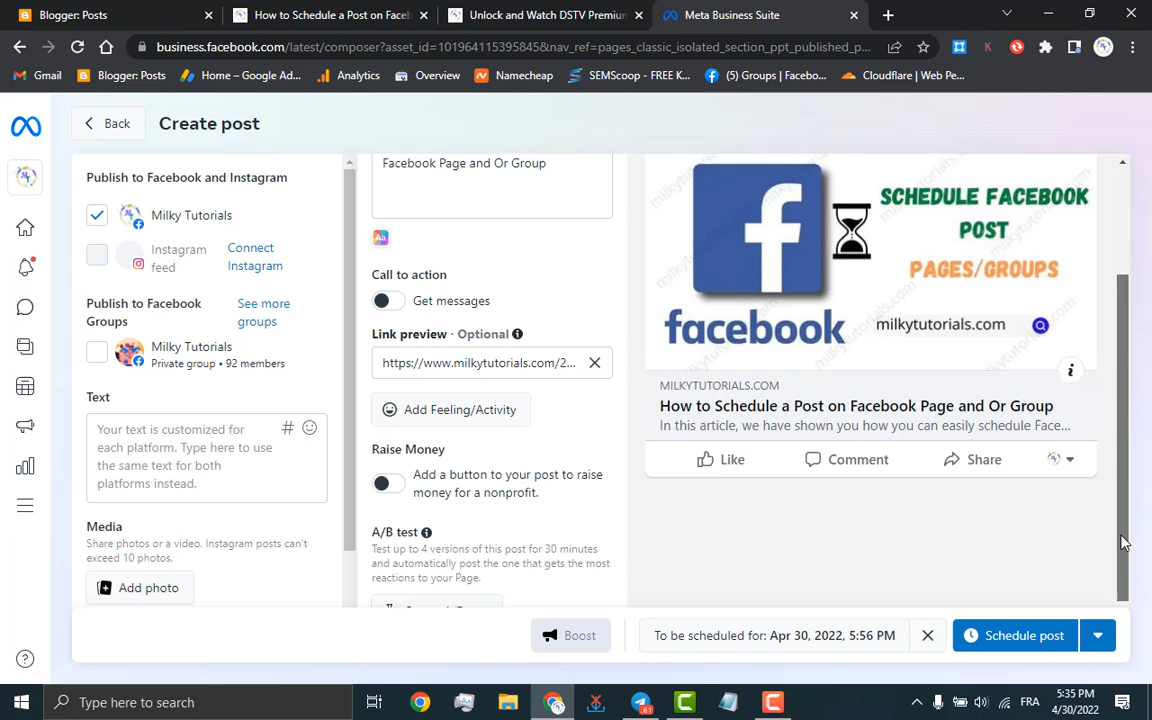 Blogger: Posts
How to Schedule a Post on Faceb
Unlock and Watch DSTV Premium
Meta Business Suite
business.facebook.com/latest/composer?asset_id=101964115395845&nav_ref=pages_classic_isolated_section_ppt_published_p...
Gmail
Blogger: Posts
Home – Google Ad...
Analytics
Overview
Namecheap
SEMScoop - FREE K...
(5) Groups | Facebo...
Cloudflare | Web Pe...
Back
Create post
Publish to Facebook and Instagram
Milky Tutorials
Instagram
feed
Connect
Instagram
Publish to Facebook
Groups
See more
groups
Milky Tutorials
Private group • 92 members
Text
Your text is customized for
each platform. Type here to use
the same text for both
platforms instead.
Media
Share photos or a video. Instagram posts can't
exceed 10 photos.
Add photo
Facebook Page and Or Group
Aa
Call to action
Get messages
Link preview · Optional
https://www.milkytutorials.com/2...
Add Feeling/Activity
Raise Money
Add a button to your post to raise
money for a nonprofit.
A/B test
Test up to 4 versions of this post for 30 minutes
and automatically post the one that gets the most
reactions to your Page.
SCHEDULE FACEBOOK
POST
PAGES/GROUPS
facebook
milkytutorials.com
MILKYTUTORIALS.COM
How to Schedule a Post on Facebook Page and Or Group
In this article, we have shown you how you can easily schedule Face...
Like
Comment
Share
Boost
To be scheduled for: Apr 30, 2022, 5:56 PM
Schedule post
Type here to search
61
FRA
5:35 PM
4/30/2022